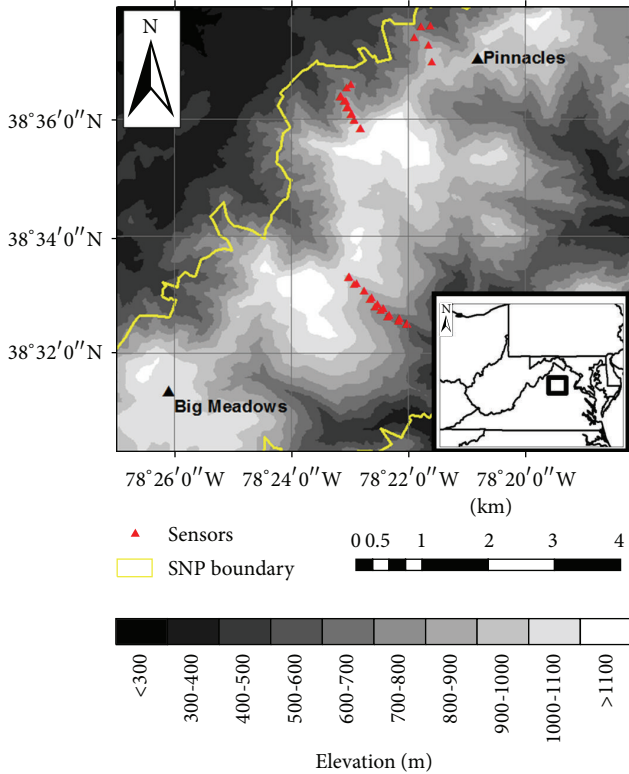 N
Pinnacles
38°36′0″N
38°34′0″N
N
38°32′0″N
Big Meadows
78°26′0″W 78°24′0″W 78°22′0″W 78°20′0″W
(km)
Sensors
0 0.5 1 2 3 4
SNP boundary
<300 300-400 400-500 500-600 600-700 700-800 800-900 900-1000 1000-1100 >1100
Elevation (m)